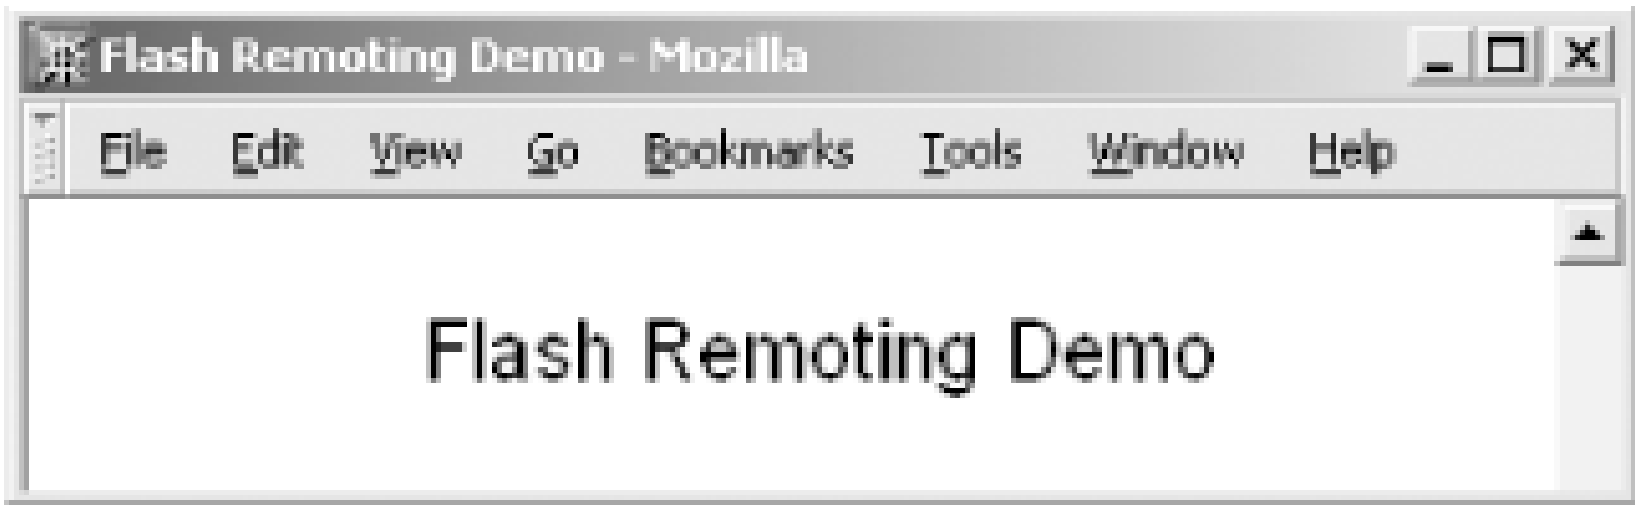 Flash Remoting Demo - Mozilla
File Edit View Go Bookmarks Tools Window Help
Flash Remoting Demo